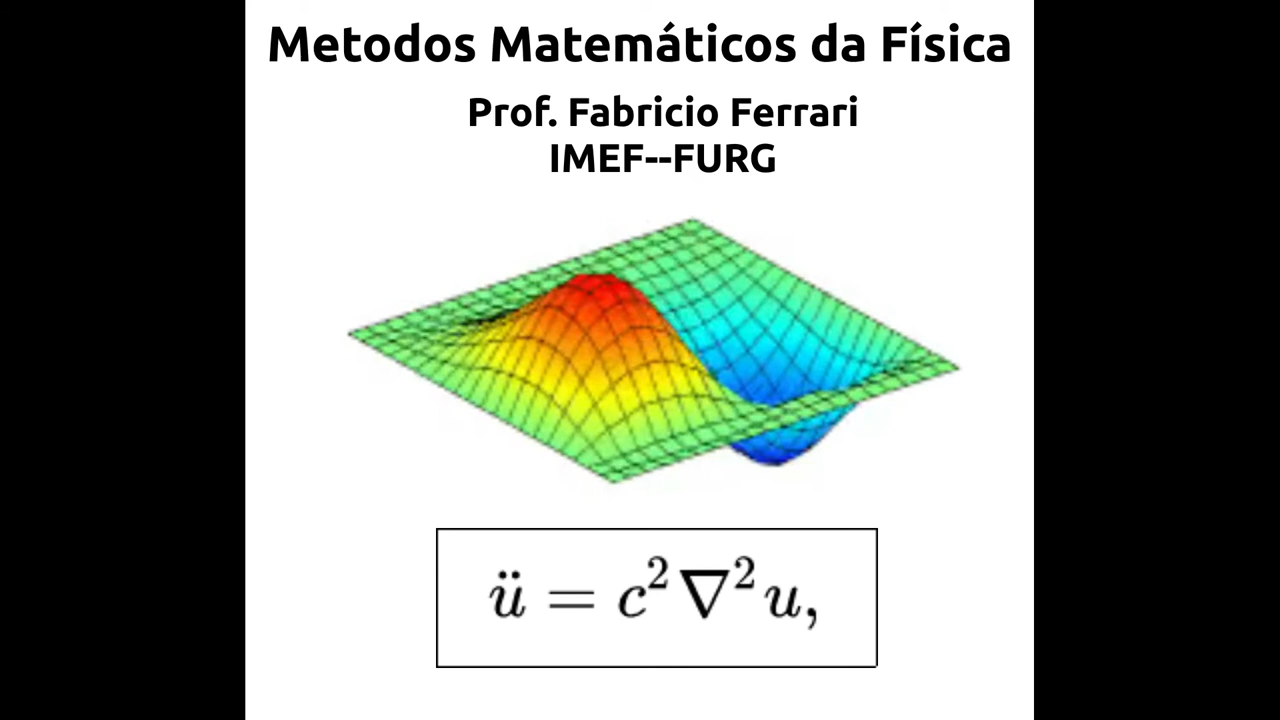 Metodos Matemáticos da Física
Prof. Fabricio Ferrari
IMEF--FURG
ü = c²∇²u,